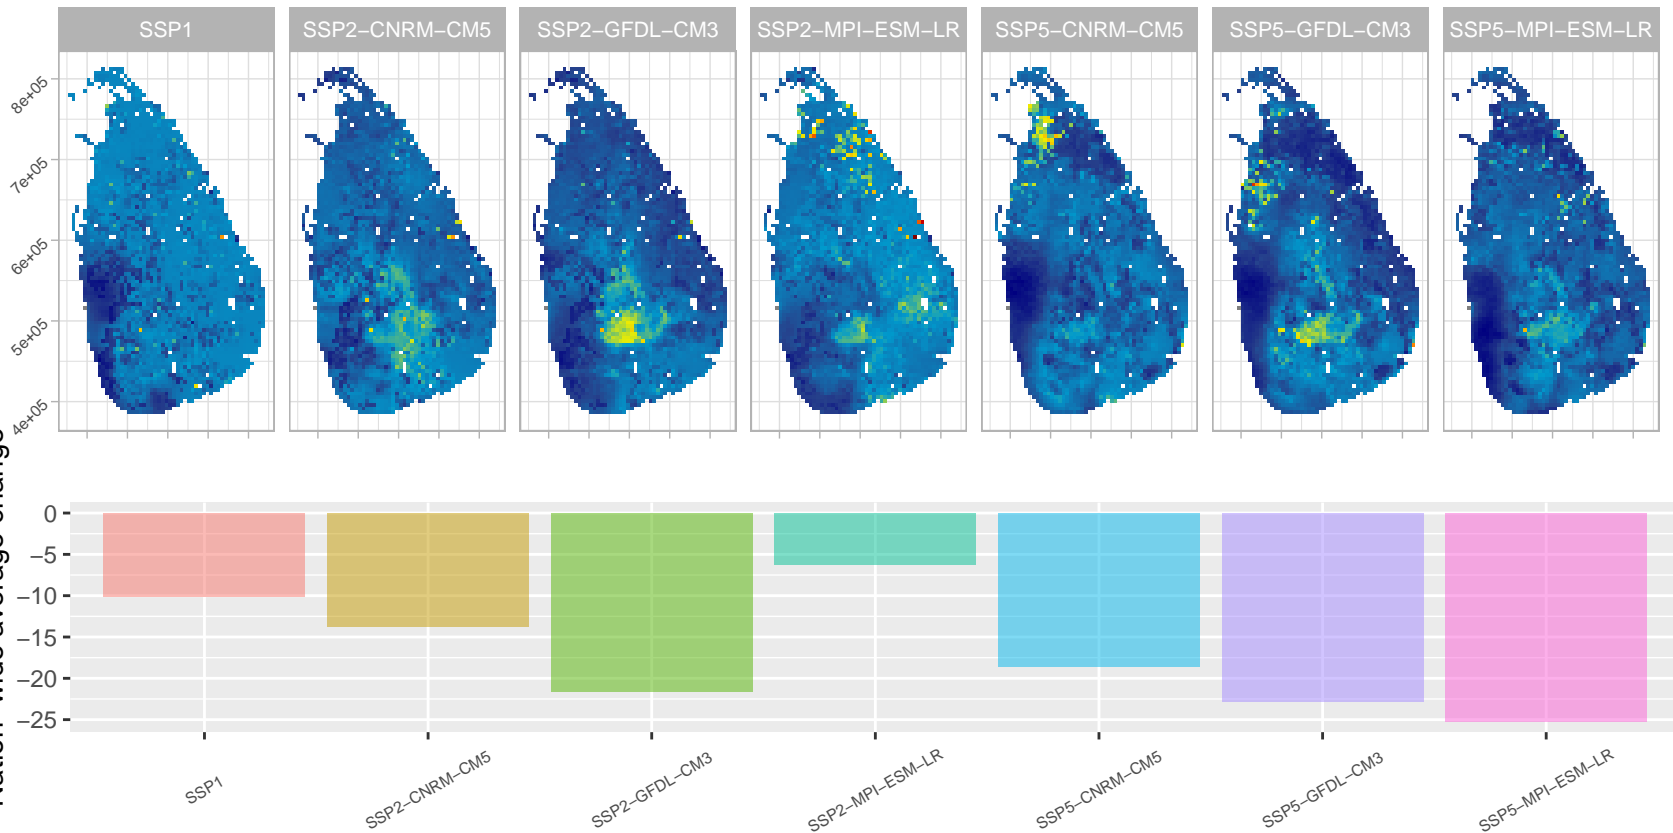 SSP1 SSP2−CNRM−CM5 SSP2−GFDL−CM3 SSP2−MPI−ESM−LR SSP5−CNRM−CM5 SSP5−GFDL−CM3 SSP5−MPI−ESM−LR
8e+05
7e+05
6e+05
5e+05
4e+05
0
−5
−10
−15
−20
−25
SSP1 SSP2−CNRM−CM5 SSP2−GFDL−CM3 SSP2−MPI−ESM−LR SSP5−CNRM−CM5 SSP5−GFDL−CM3 SSP5−MPI−ESM−LR